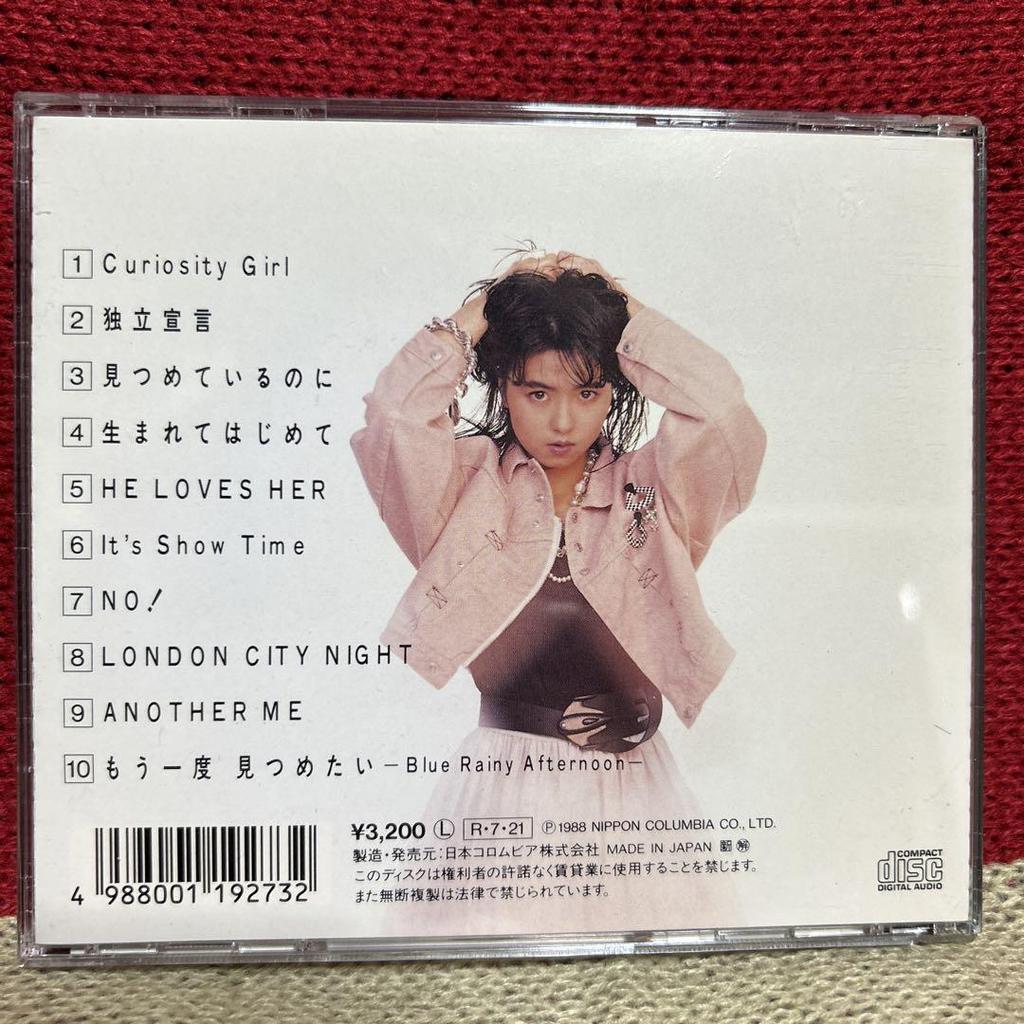 1 Curiosity Girl
2 独立宣言
3 見つめているのに
4 生まれてはじめて
5 HE LOVES HER
6 It's Show Time
7 NO!
8 LONDON CITY NIGHT
9 ANOTHER ME
10 もう一度 見つめたい －Blue Rainy Afternoon－
4 988001 192732
¥3,200 Ⓛ R・7・21 Ⓟ1988 NIPPON COLUMBIA CO., LTD.
製造・発売元:日本コロムビア株式会社 MADE IN JAPAN
このディスクは権利者の許諾なく賃貸業に使用することを禁じます。
また無断複製は法律で禁じられています。
COMPACT
disc
DIGITAL AUDIO